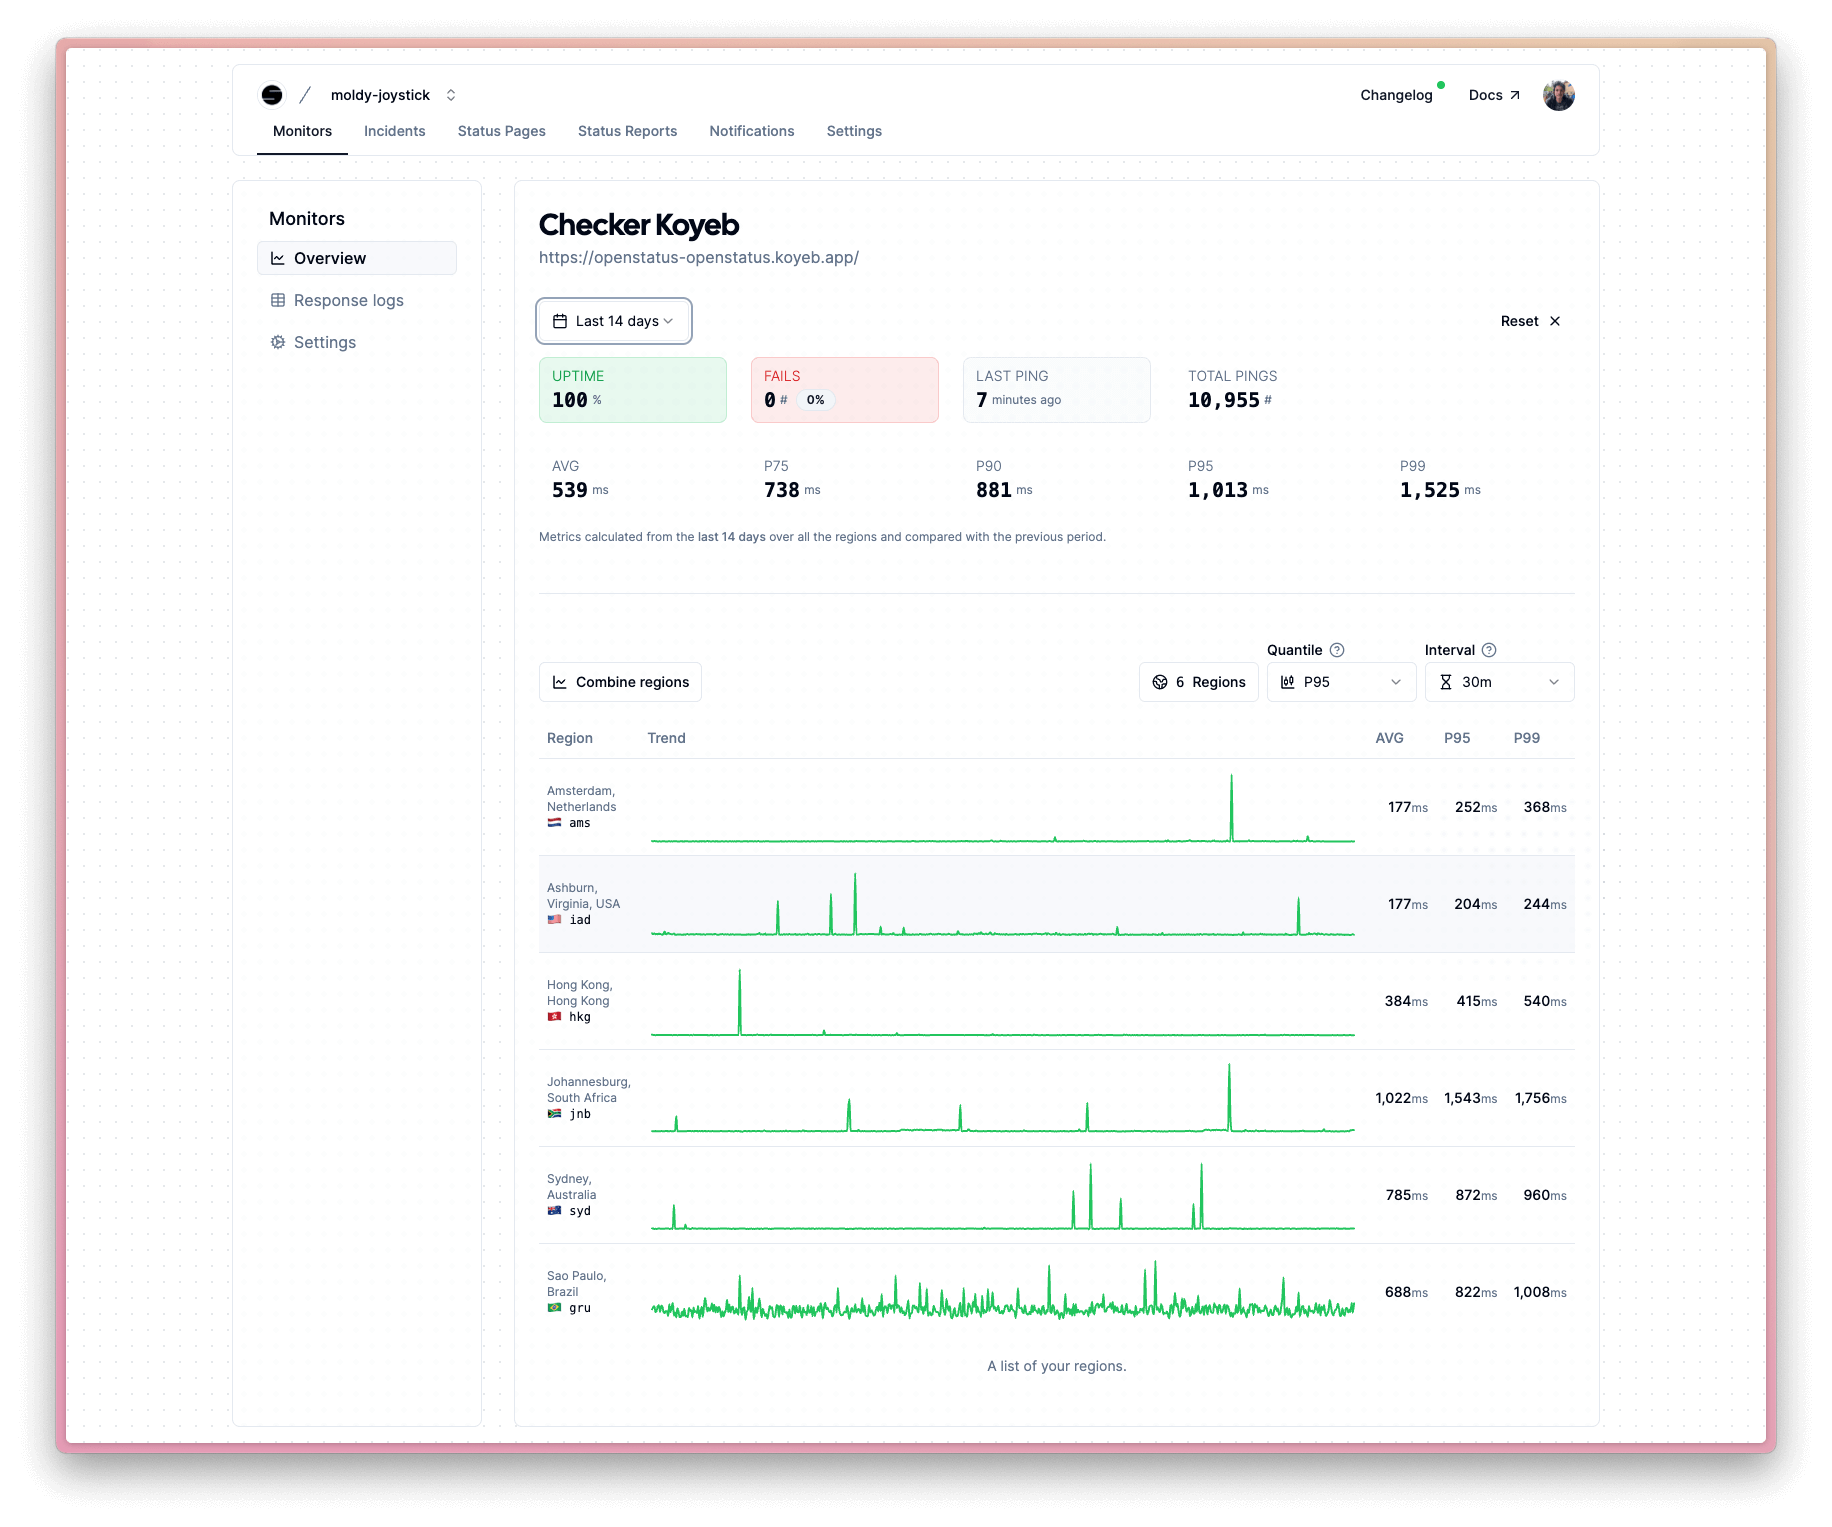 moldy-joystick
Changelog
Docs
Monitors Incidents Status Pages Status Reports Notifications Settings
Monitors
Overview
Response logs
Settings
Checker Koyeb
https://openstatus-openstatus.koyeb.app/
Last 14 days
Reset
UPTIME
100 %
FAILS
0 # 0%
LAST PING
7 minutes ago
TOTAL PINGS
10,955 #
AVG
539 ms
P75
738 ms
P90
881 ms
P95
1,013 ms
P99
1,525 ms
Metrics calculated from the last 14 days over all the regions and compared with the previous period.
Combine regions
6 Regions
Quantile
P95
Interval
30m
Region Trend AVG P95 P99
Amsterdam,
Netherlands
ams
177ms 252ms 368ms
Ashburn,
Virginia, USA
iad
177ms 204ms 244ms
Hong Kong,
Hong Kong
hkg
384ms 415ms 540ms
Johannesburg,
South Africa
jnb
1,022ms 1,543ms 1,756ms
Sydney,
Australia
syd
785ms 872ms 960ms
Sao Paulo,
Brazil
gru
688ms 822ms 1,008ms
A list of your regions.